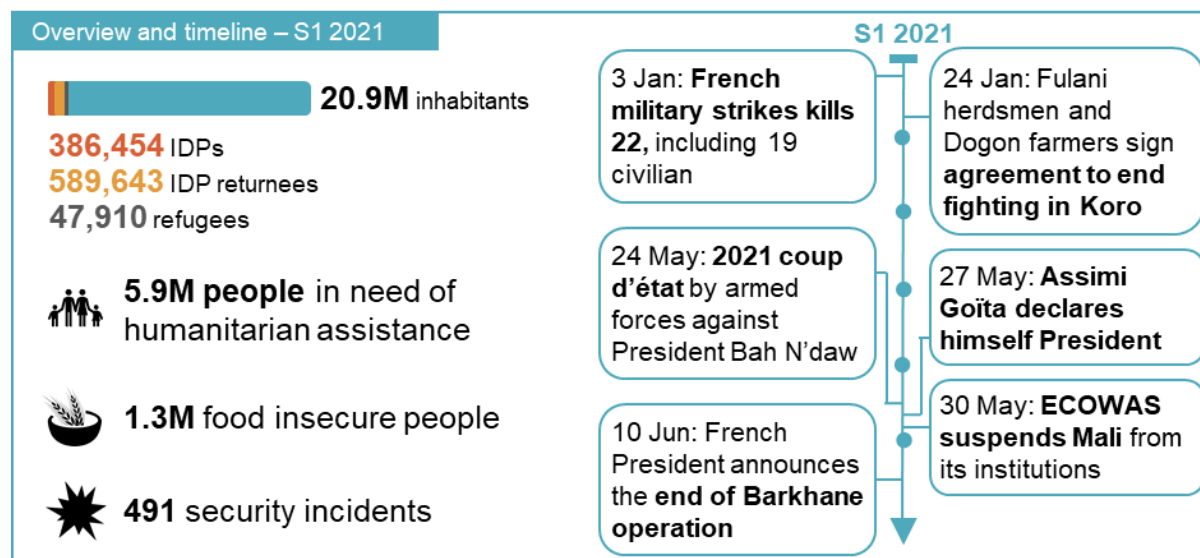 Overview and timeline – S1 2021
20.9M inhabitants
386,454 IDPs
589,643 IDP returnees
47,910 refugees
5.9M people in need of
humanitarian assistance
1.3M food insecure people
491 security incidents
S1 2021
3 Jan: French
military strikes kills
22, including 19
civilian
24 Jan: Fulani
herdsmen and
Dogon farmers sign
agreement to end
fighting in Koro
24 May: 2021 coup
d’état by armed
forces against
President Bah N’daw
27 May: Assimi
Goïta declares
himself President
30 May: ECOWAS
suspends Mali from
its institutions
10 Jun: French
President announces
the end of Barkhane
operation